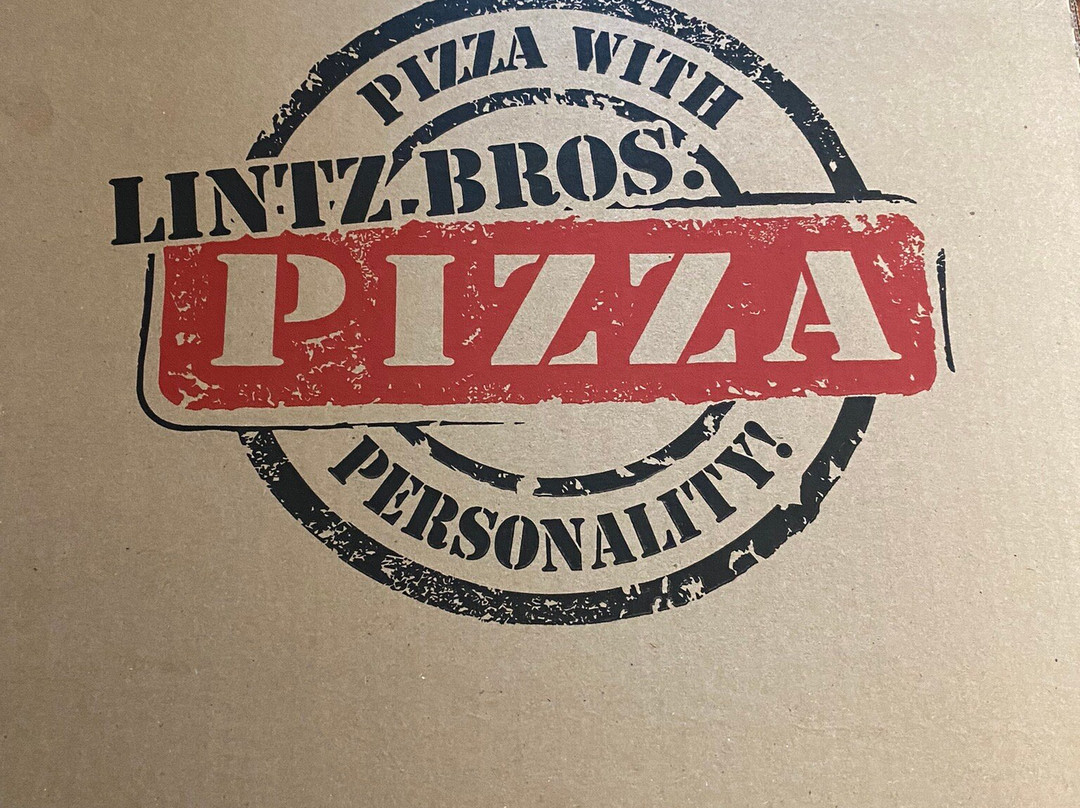 PIZZA WITH
LINTZ BROS.
PIZZA
PERSONALITY!